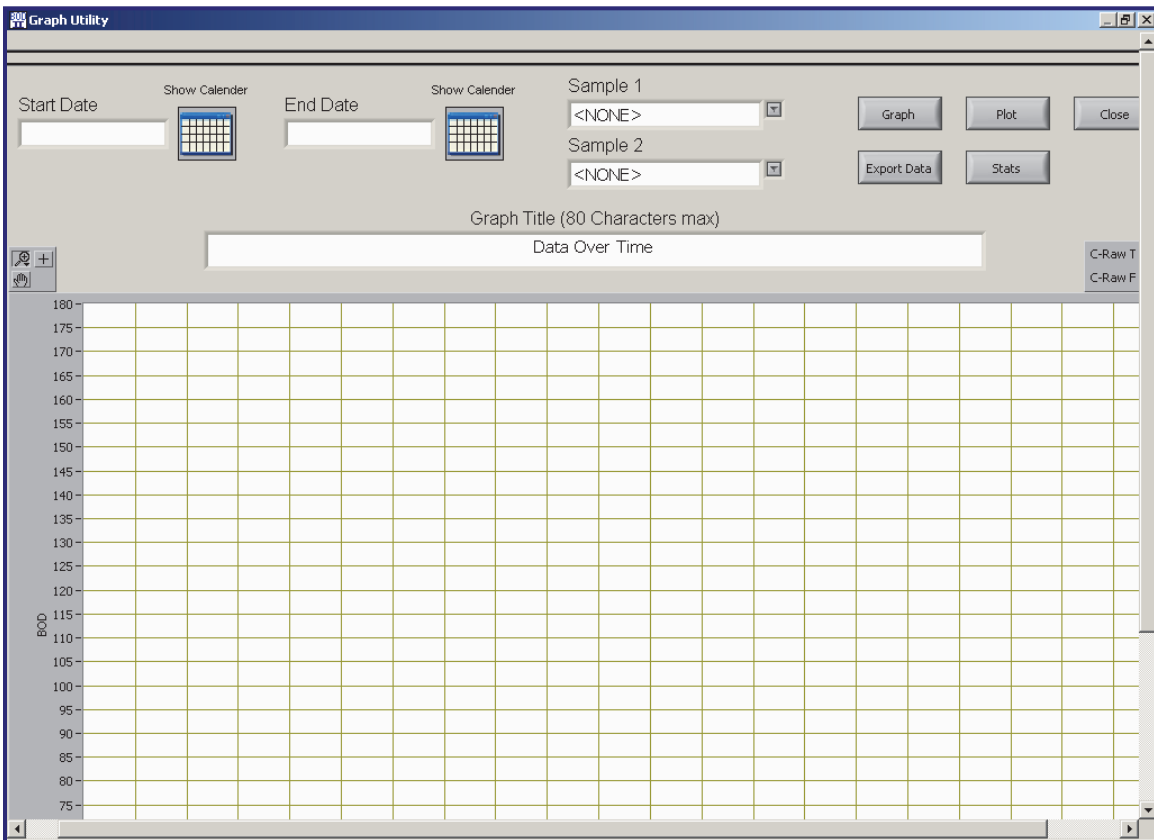 Graph Utility
Start Date
Show Calender
End Date
Show Calender
Sample 1
<NONE>
Sample 2
<NONE>
Graph
Plot
Close
Export Data
Stats
Graph Title (80 Characters max)
Data Over Time
C-Raw T
C-Raw F
180
175
170
165
160
155
150
145
140
135
130
125
120
115
110
105
100
95
90
85
80
75
BOD